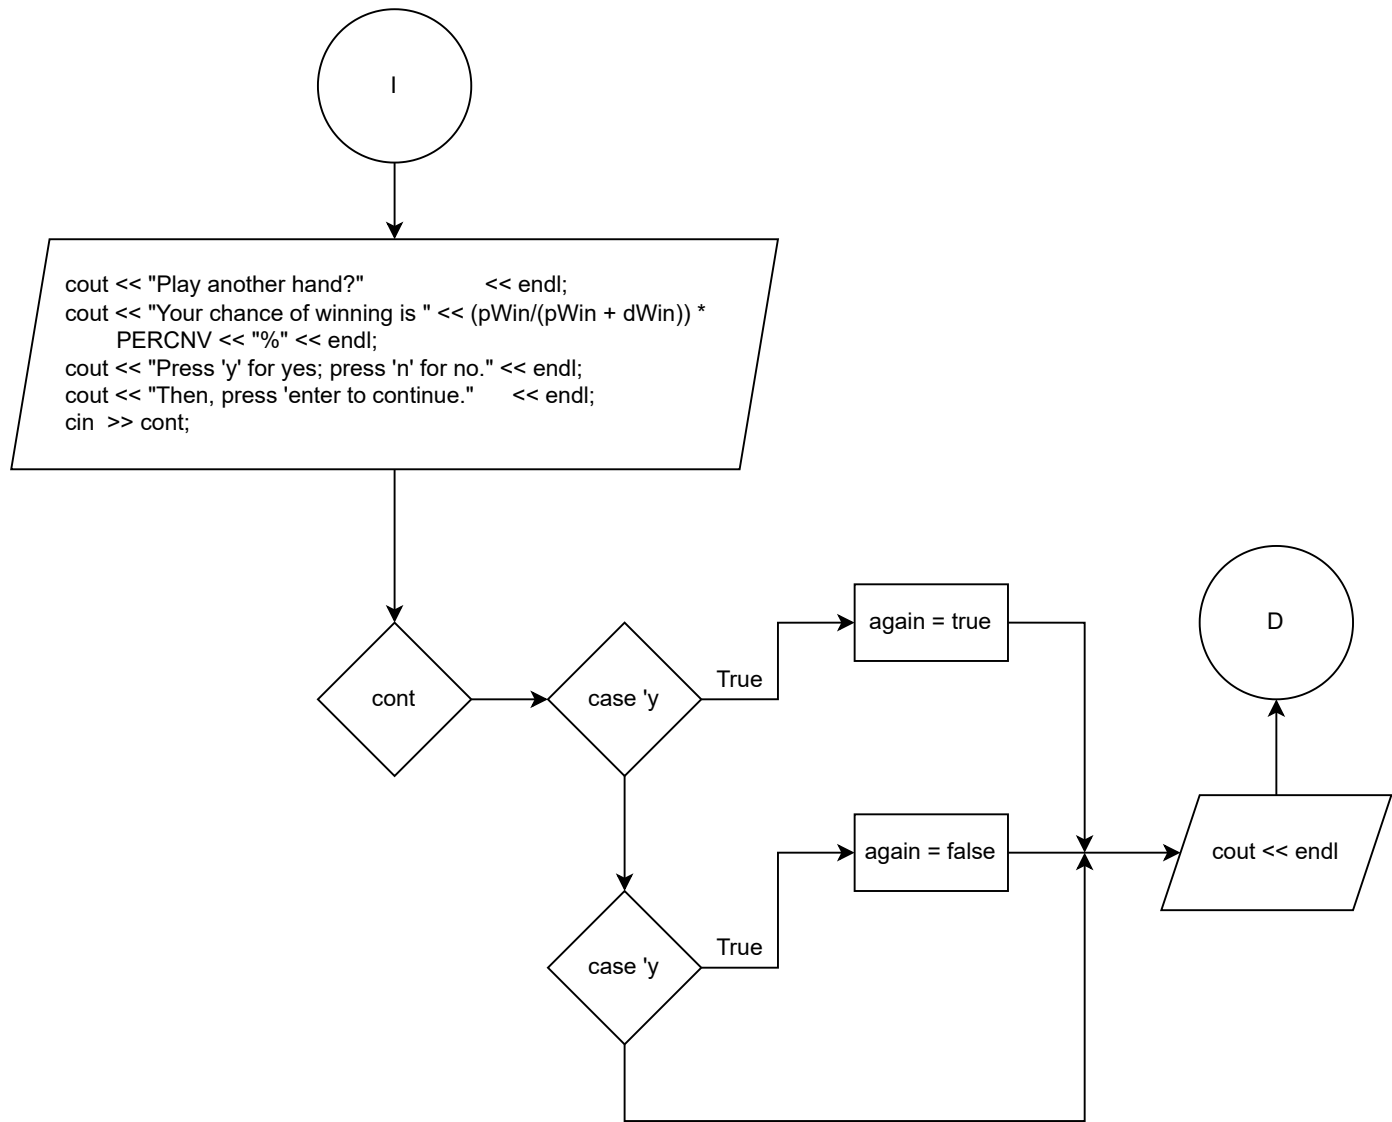 I
cout << "Play another hand?" << endl;
cout << "Your chance of winning is " << (pWin/(pWin + dWin)) *
PERCNV << "%" << endl;
cout << "Press 'y' for yes; press 'n' for no." << endl;
cout << "Then, press 'enter to continue." << endl;
cin >> cont;
again = true
D
cont
case 'y
True
again = false
cout << endl
case 'y
True